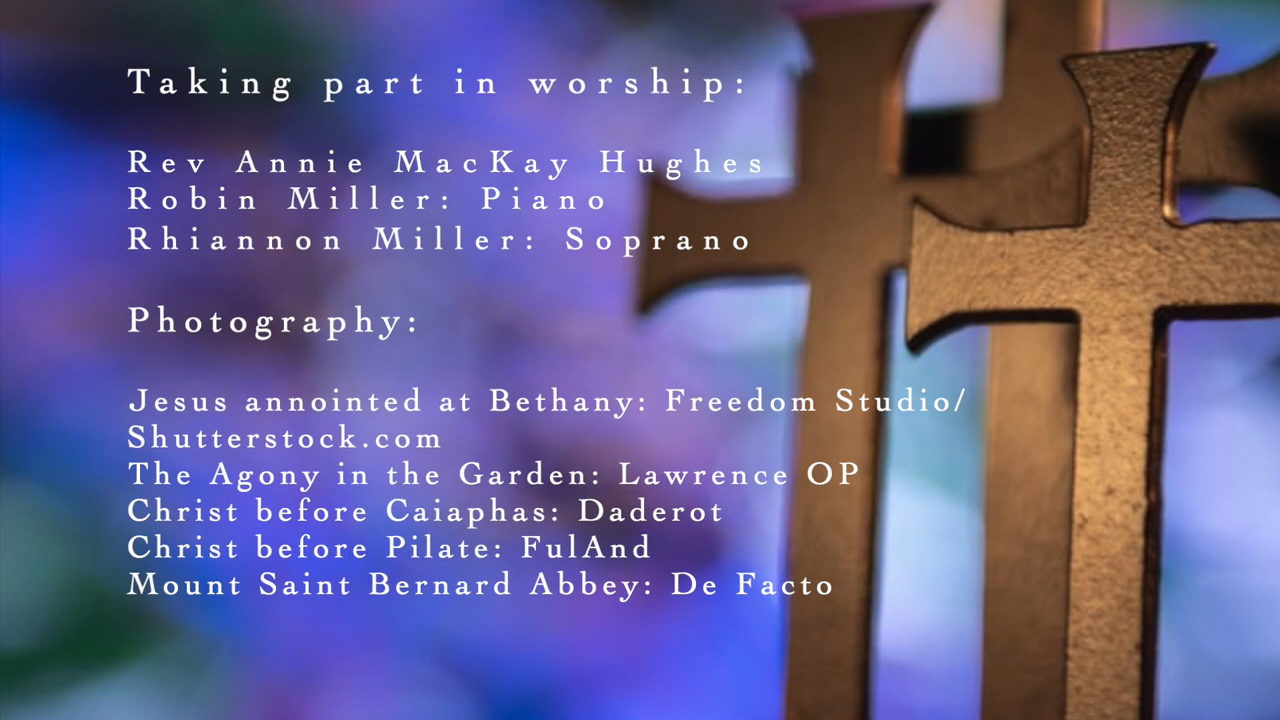 Taking part in worship:
Rev Annie MacKay Hughes
Robin Miller: Piano
Rhiannon Miller: Soprano
Photography:
Jesus annointed at Bethany: Freedom Studio/
Shutterstock.com
The Agony in the Garden: Lawrence OP
Christ before Caiaphas: Daderot
Christ before Pilate: FulAnd
Mount Saint Bernard Abbey: De Facto